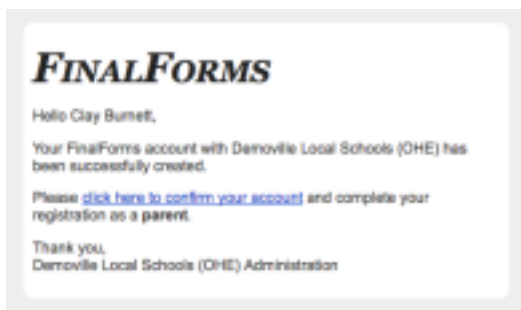 FINALFORMS
Hello Clay Burnett,
Your FinalForms account with Demoville Local Schools (OHE) has
been successfully created.
Please click here to confirm your account and complete your
registration as a parent.
Thank you,
Demoville Local Schools (OHE) Administration